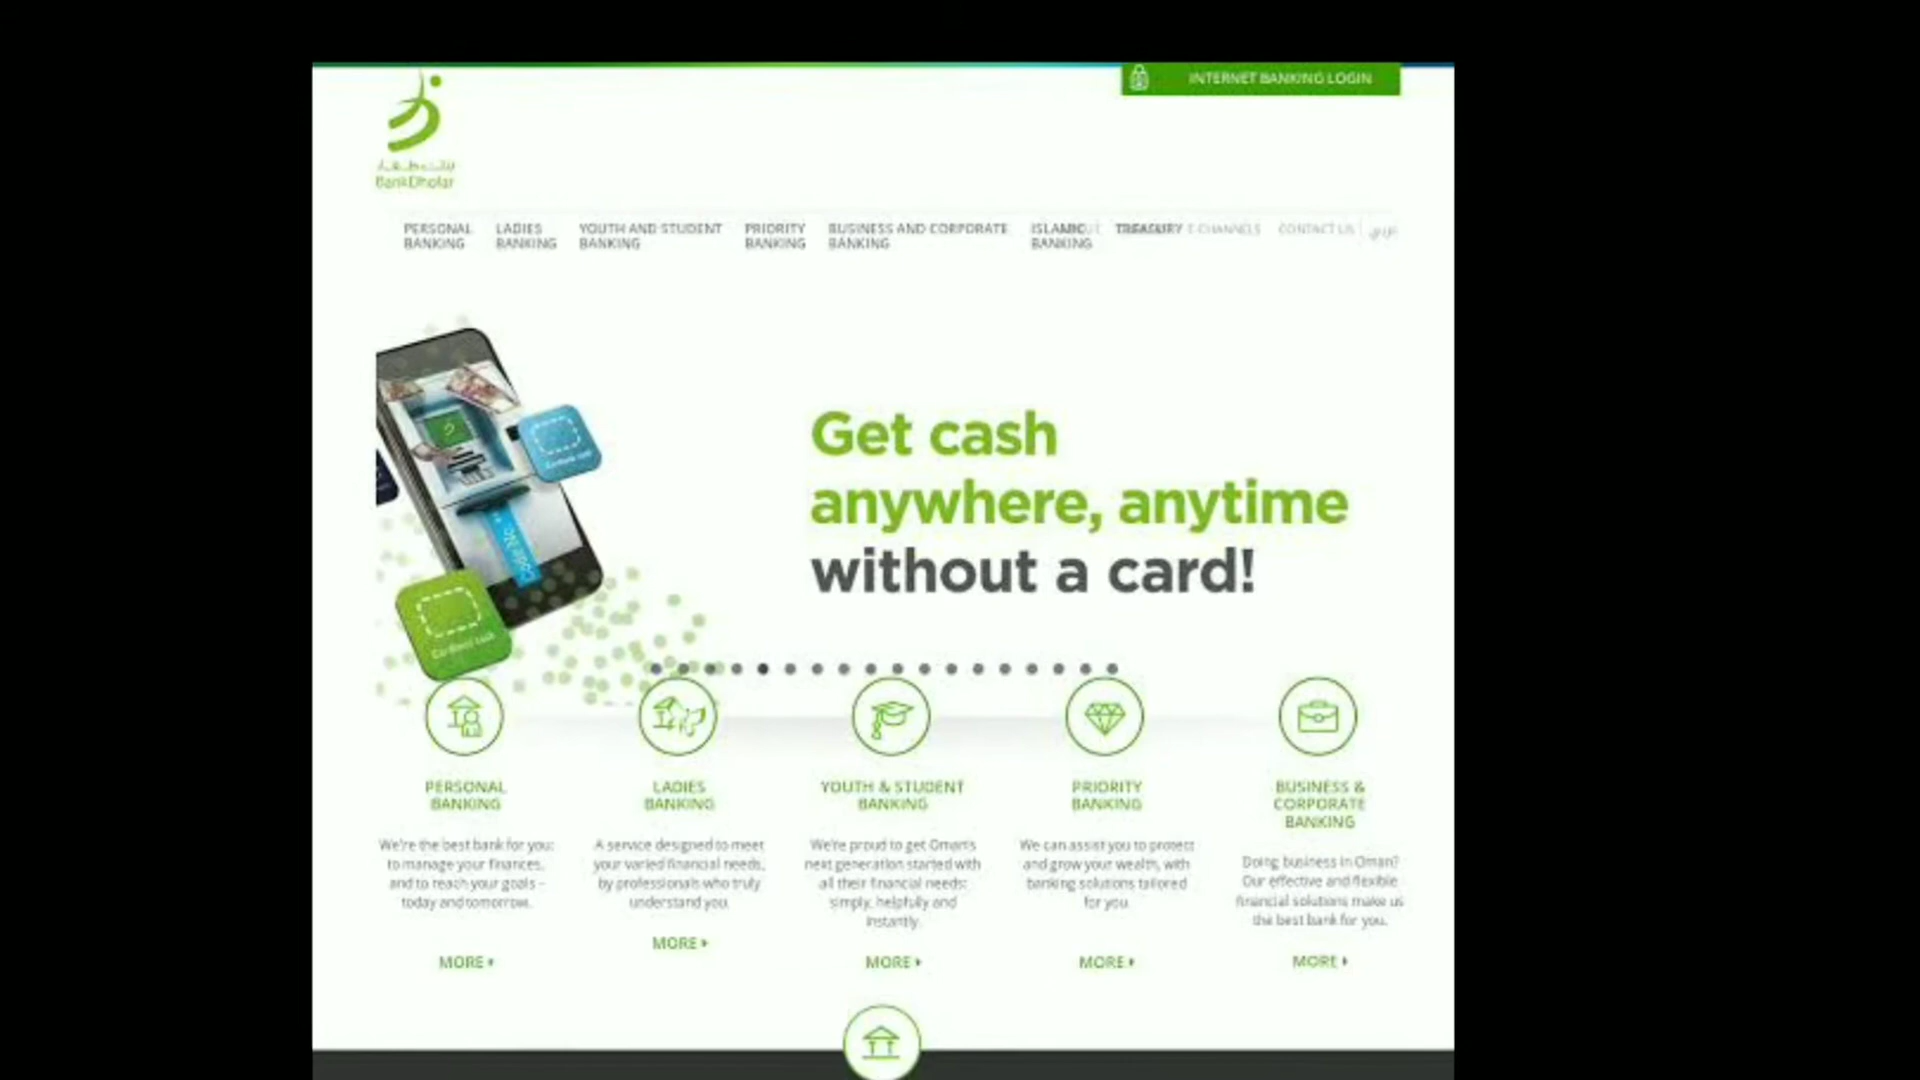 INTERNET BANKING LOGIN
BankDhofar
PERSONAL BANKING
LADIES BANKING
YOUTH AND STUDENT BANKING
PRIORITY BANKING
BUSINESS AND CORPORATE BANKING
ISLAMIC BANKING
TREASURY
E-CHANNELS
CONTACT US
Get cash
anywhere, anytime
without a card!
Code No.
PERSONAL
BANKING
We're the best bank for you:
to manage your finances,
and to reach your goals –
today and tomorrow.
MORE
LADIES
BANKING
A service designed to meet
your varied financial needs,
by professionals who truly
understand you.
MORE
YOUTH & STUDENT
BANKING
We're proud to get Oman's
next generation started with
all their financial needs:
simply, helpfully and
instantly.
MORE
PRIORITY
BANKING
We can assist you to protect
and grow your wealth, with
banking solutions tailored
for you.
MORE
BUSINESS &
CORPORATE
BANKING
Doing business in Oman?
Our effective and flexible
financial solutions make us
the best bank for you.
MORE